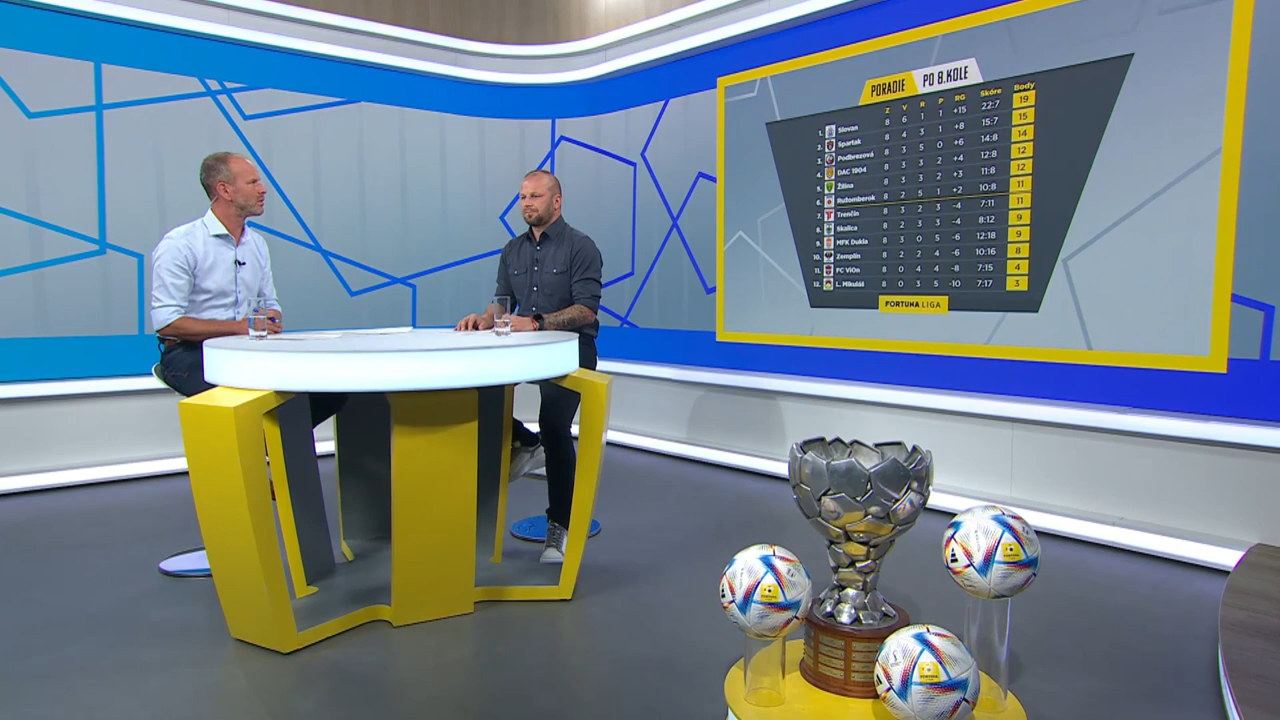 PORADIE PO 8.KOLE
Z V R P RG Skóre Body
1. Slovan 8 6 1 1 +15 22:7 19
2. Spartak 8 4 3 1 +8 15:7 15
3. Podbrezová 8 3 5 0 +6 14:8 14
4. DAC 1904 8 3 3 2 +4 12:8 12
5. Žilina 8 3 3 2 +3 11:8 12
6. Ružomberok 8 2 5 1 +2 10:8 11
7. Trenčín 8 3 2 3 -4 7:11 11
8. Skalica 8 2 3 3 -4 8:12 9
9. MFK Dukla 8 3 0 5 -6 12:18 9
10. Zemplín 8 2 2 4 -6 10:16 8
11. FC ViOn 8 0 4 4 -8 7:15 4
12. L. Mikuláš 8 0 3 5 -10 7:17 3
FORTUNA LIGA